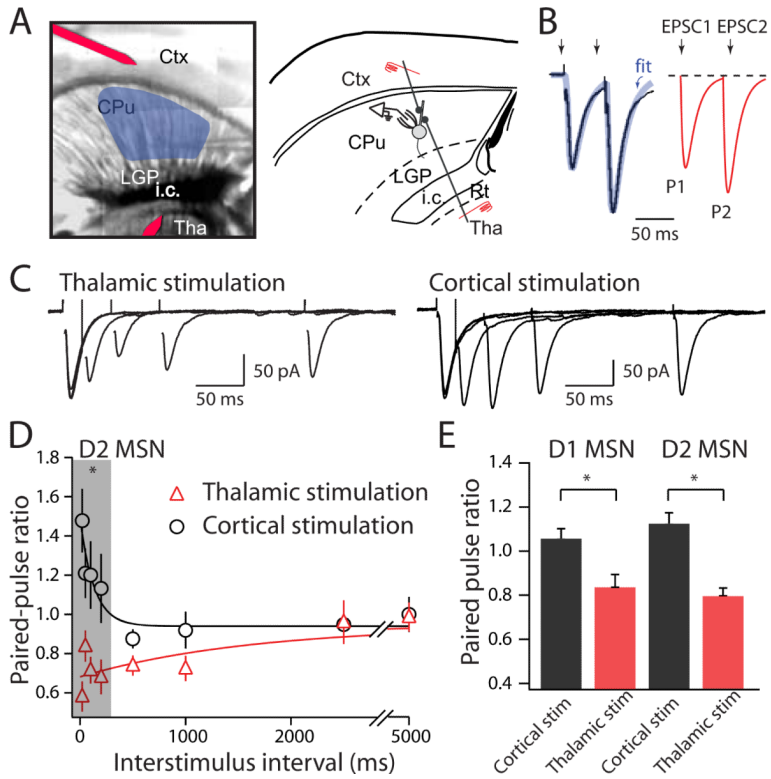 A
Ctx
CPu
LGP
i.c.
Tha
Ctx
CPu
LGP
i.c.
Rt
Tha
B
EPSC1 EPSC2
fit
P1
P2
50 ms
C
Thalamic stimulation
50 pA
50 ms
Cortical stimulation
50 pA
50 ms
D
D2 MSN
*
Thalamic stimulation
Cortical stimulation
Paired-pulse ratio
1.8
1.6
1.4
1.2
1.0
0.8
0.6
0 1000 2000 5000
Interstimulus interval (ms)
E
D1 MSN D2 MSN
* *
Paired pulse ratio
1.4
1.2
1.0
0.8
0.6
0.4
Cortical stim
Thalamic stim
Cortical stim
Thalamic stim